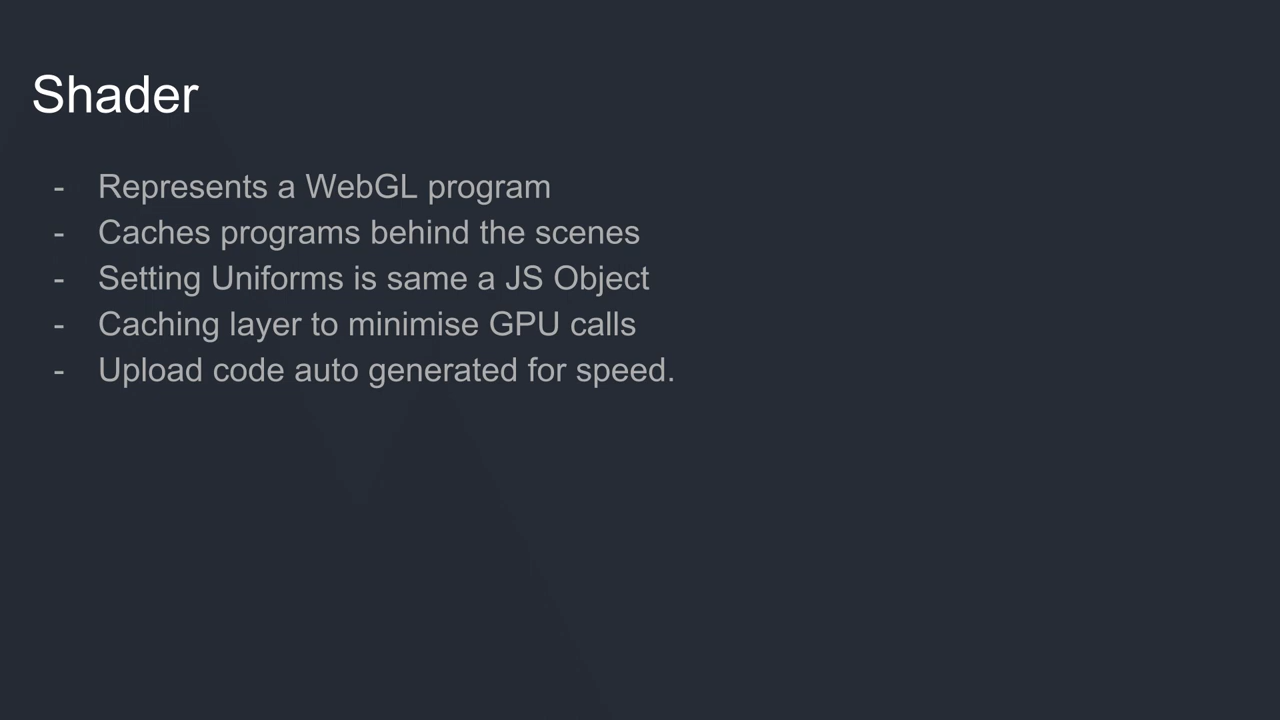 Shader
- Represents a WebGL program
- Caches programs behind the scenes
- Setting Uniforms is same a JS Object
- Caching layer to minimise GPU calls
- Upload code auto generated for speed.